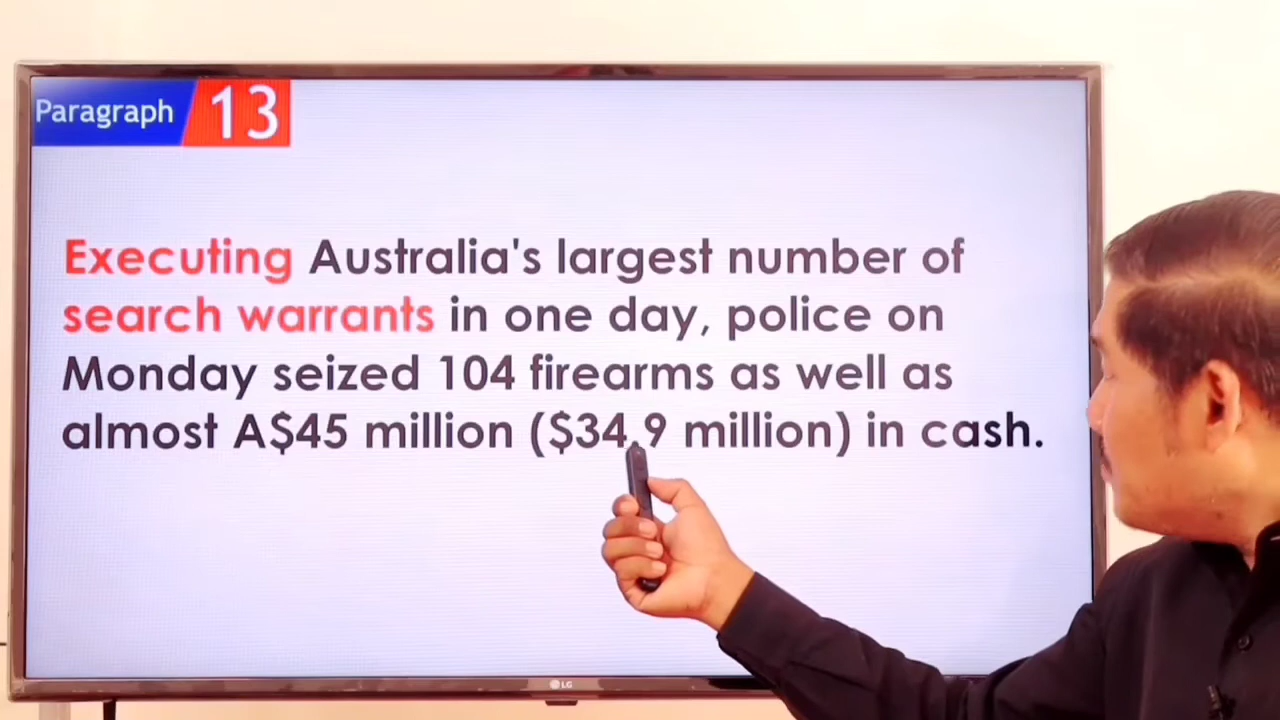 Paragraph 13
Executing Australia's largest number of
search warrants in one day, police on
Monday seized 104 firearms as well as
almost A$45 million ($34.9 million) in cash.
LG